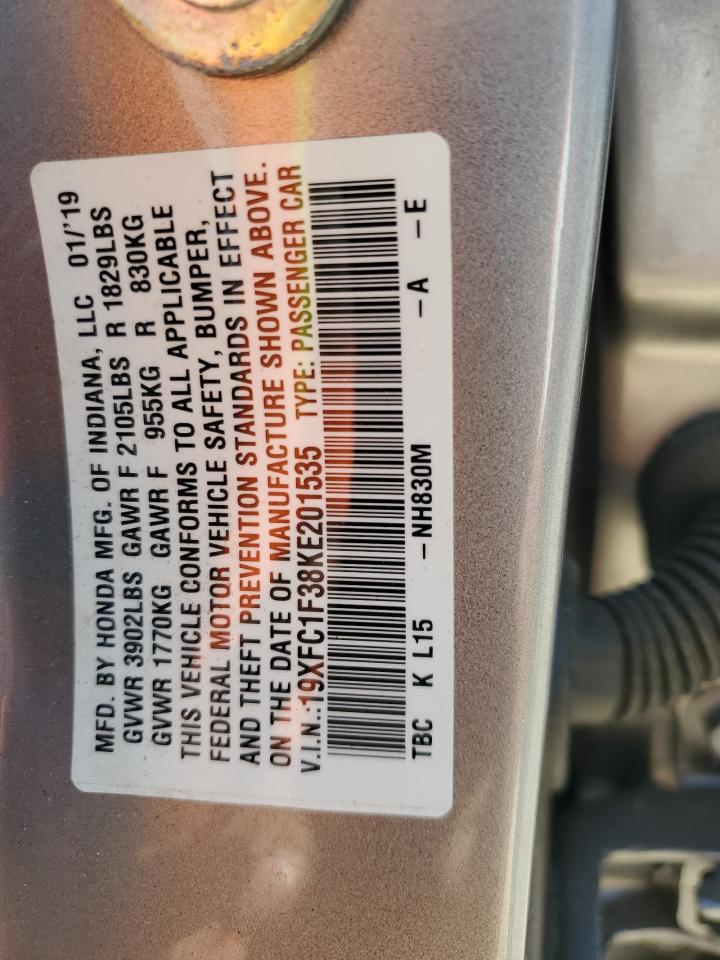 MFD. BY HONDA MFG. OF INDIANA, LLC 01/'19
GVWR 3902LBS GAWR F 2105LBS R 1829LBS
GVWR 1770KG GAWR F 955KG R 830KG
THIS VEHICLE CONFORMS TO ALL APPLICABLE
FEDERAL MOTOR VEHICLE SAFETY, BUMPER,
AND THEFT PREVENTION STANDARDS IN EFFECT
ON THE DATE OF MANUFACTURE SHOWN ABOVE.
V.I.N.:19XFC1F38KE201535 TYPE: PASSENGER CAR
TBC K L15 -NH830M -A -E